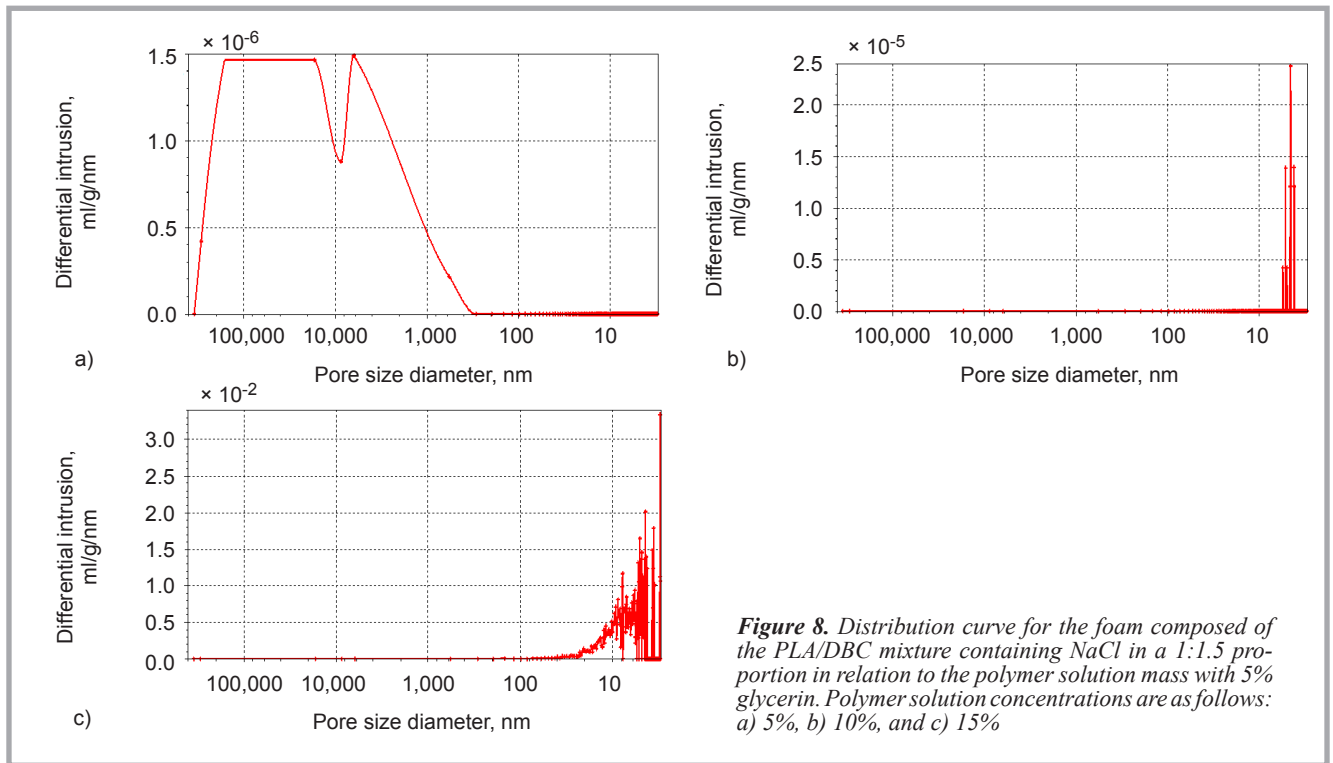 × 10-6
1.5
1.0
0.5
0.0
Differential intrusion,
ml/g/nm
100,000 10,000 1,000 100 10
a)
Pore size diameter, nm
× 10-5
2.5
2.0
1.5
1.0
0.5
0.0
Differential intrusion,
ml/g/nm
100,000 10,000 1,000 100 10
b)
Pore size diameter, nm
× 10-2
3.0
2.5
2.0
1.5
1.0
0.5
0.0
Differential intrusion,
ml/g/nm
100,000 10,000 1,000 100 10
c)
Pore size diameter, nm
Figure 8. Distribution curve for the foam composed of
the PLA/DBC mixture containing NaCl in a 1:1.5 pro-
portion in relation to the polymer solution mass with 5%
glycerin. Polymer solution concentrations are as follows:
a) 5%, b) 10%, and c) 15%